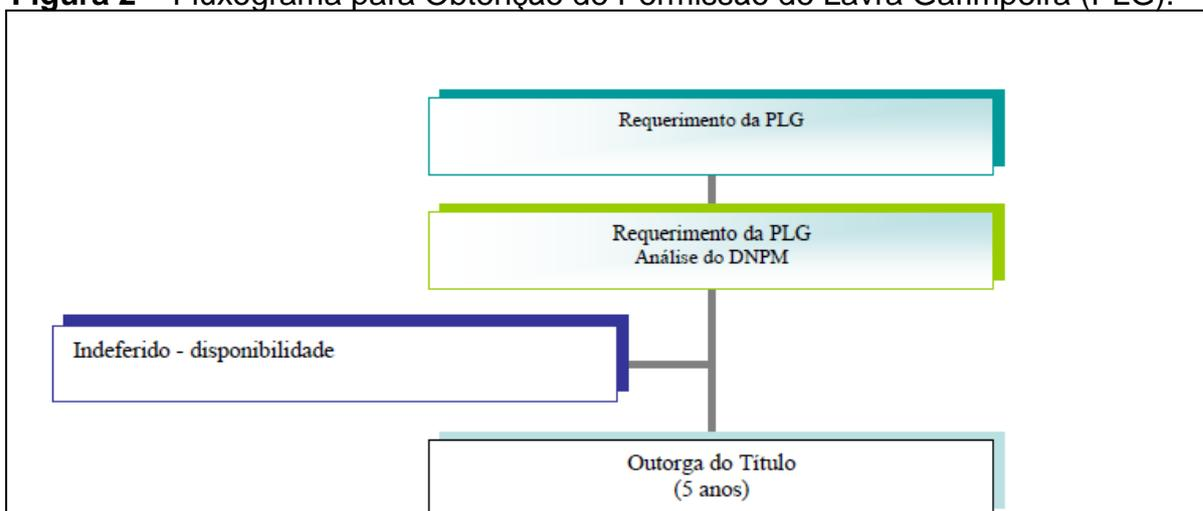 Figura 2 – Fluxograma para Obtenção de Permissão de Lavra Garimpeira (PLG).
Requerimento da PLG
Requerimento da PLG
Análise do DNPM
Indeferido - disponibilidade
Outorga do Título
(5 anos)